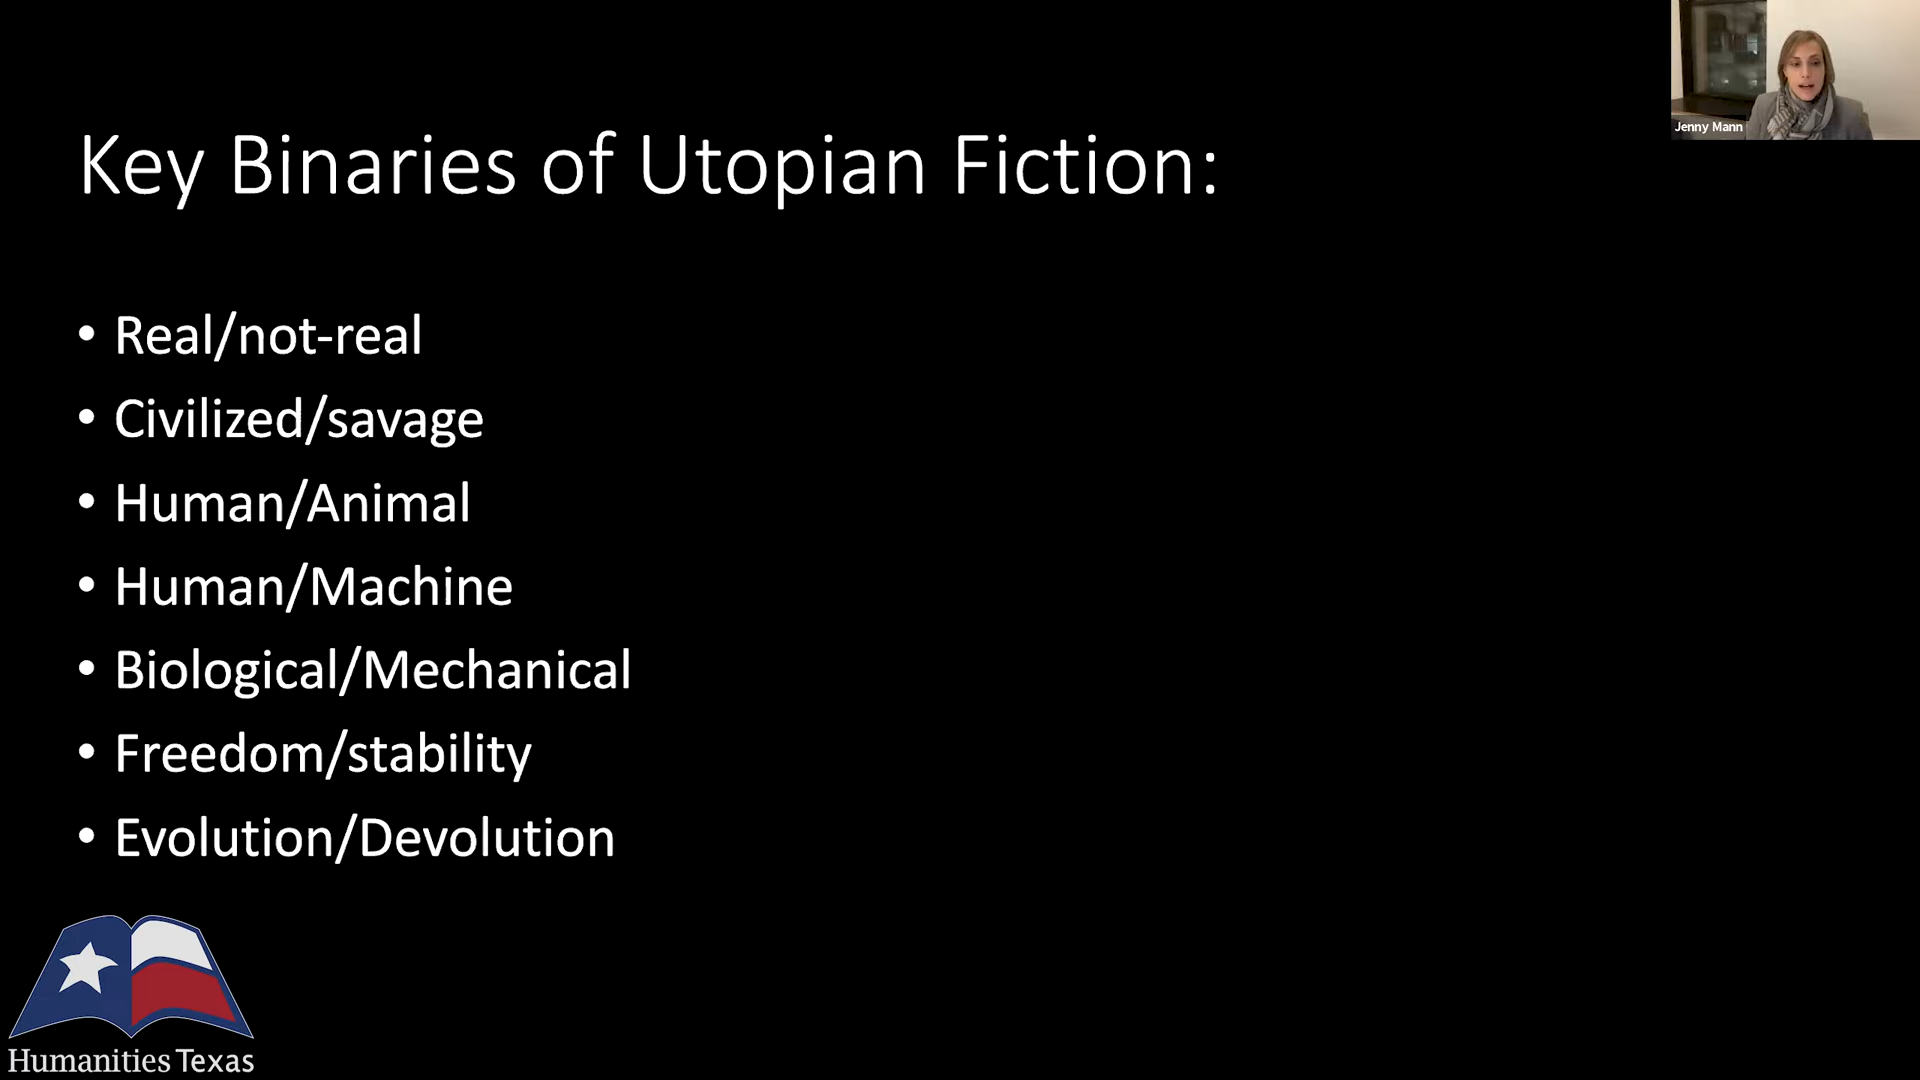 Jenny Mann
Key Binaries of Utopian Fiction:
• Real/not-real
• Civilized/savage
• Human/Animal
• Human/Machine
• Biological/Mechanical
• Freedom/stability
• Evolution/Devolution
Humanities Texas